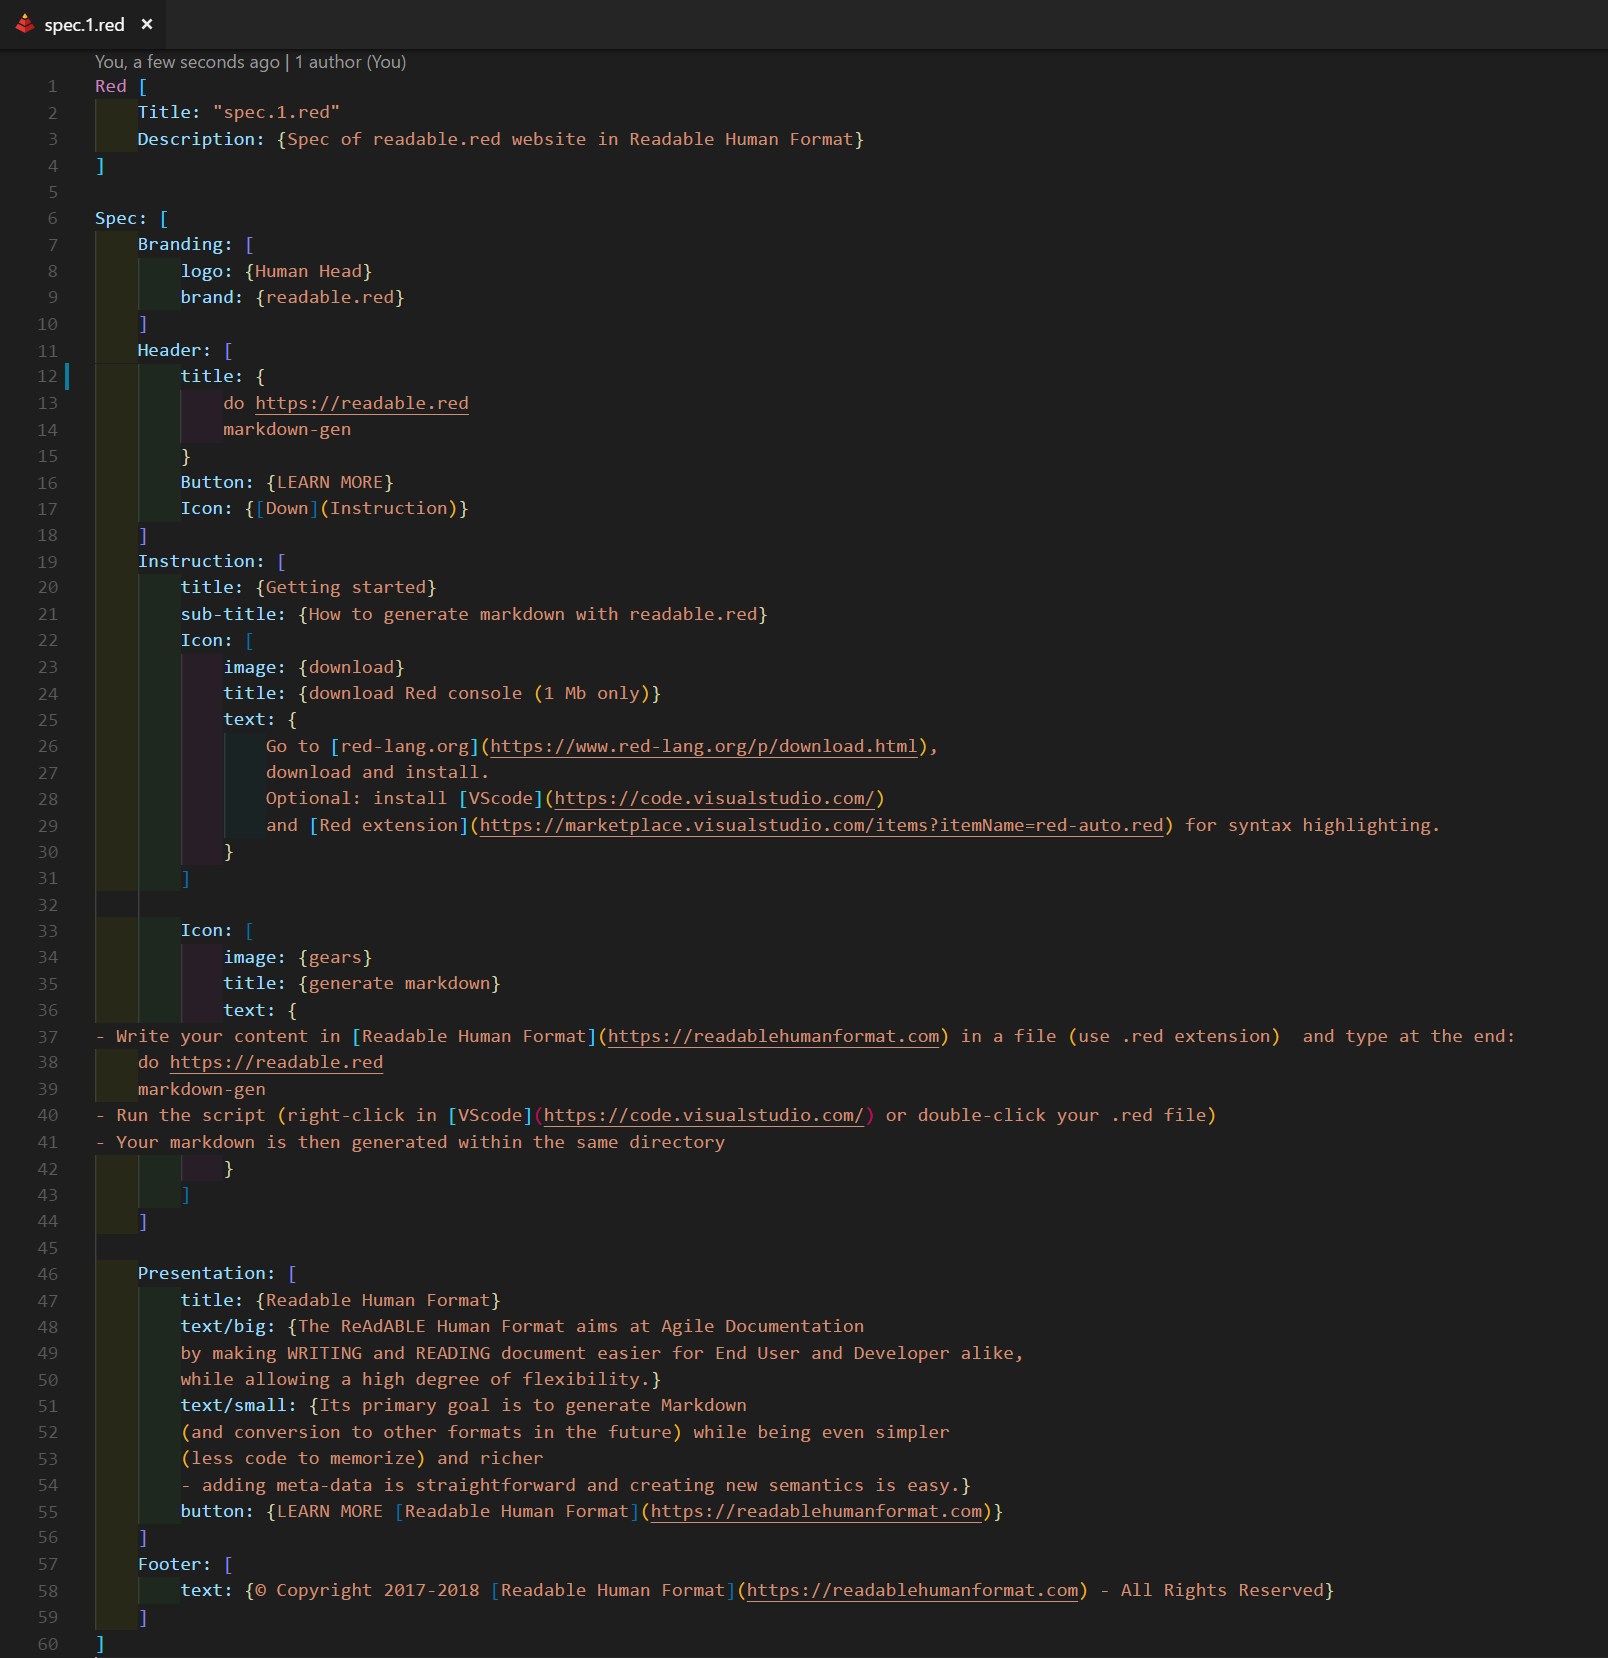 spec.1.red ×
You, a few seconds ago | 1 author (You)
1 Red [
2     Title: "spec.1.red"
3     Description: {Spec of readable.red website in Readable Human Format}
4 ]
5
6 Spec: [
7     Branding: [
8         logo: {Human Head}
9         brand: {readable.red}
10     ]
11     Header: [
12         title: {
13             do https://readable.red
14             markdown-gen
15         }
16         Button: {LEARN MORE}
17         Icon: {[Down](Instruction)}
18     ]
19     Instruction: [
20         title: {Getting started}
21         sub-title: {How to generate markdown with readable.red}
22         Icon: [
23             image: {download}
24             title: {download Red console (1 Mb only)}
25             text: {
26                 Go to [red-lang.org](https://www.red-lang.org/p/download.html),
27                 download and install.
28                 Optional: install [VScode](https://code.visualstudio.com/)
29                 and [Red extension](https://marketplace.visualstudio.com/items?itemName=red-auto.red) for syntax highlighting.
30             }
31         ]
32
33         Icon: [
34             image: {gears}
35             title: {generate markdown}
36             text: {
37 - Write your content in [Readable Human Format](https://readablehumanformat.com) in a file (use .red extension)  and type at the end:
38     do https://readable.red
39     markdown-gen
40 - Run the script (right-click in [VScode](https://code.visualstudio.com/) or double-click your .red file)
41 - Your markdown is then generated within the same directory
42             }
43         ]
44     ]
45
46     Presentation: [
47         title: {Readable Human Format}
48         text/big: {The ReAdABLE Human Format aims at Agile Documentation
49         by making WRITING and READING document easier for End User and Developer alike,
50         while allowing a high degree of flexibility.}
51         text/small: {Its primary goal is to generate Markdown
52         (and conversion to other formats in the future) while being even simpler
53         (less code to memorize) and richer
54         - adding meta-data is straightforward and creating new semantics is easy.}
55         button: {LEARN MORE [Readable Human Format](https://readablehumanformat.com)}
56     ]
57     Footer: [
58         text: {© Copyright 2017-2018 [Readable Human Format](https://readablehumanformat.com) - All Rights Reserved}
59     ]
60 ]